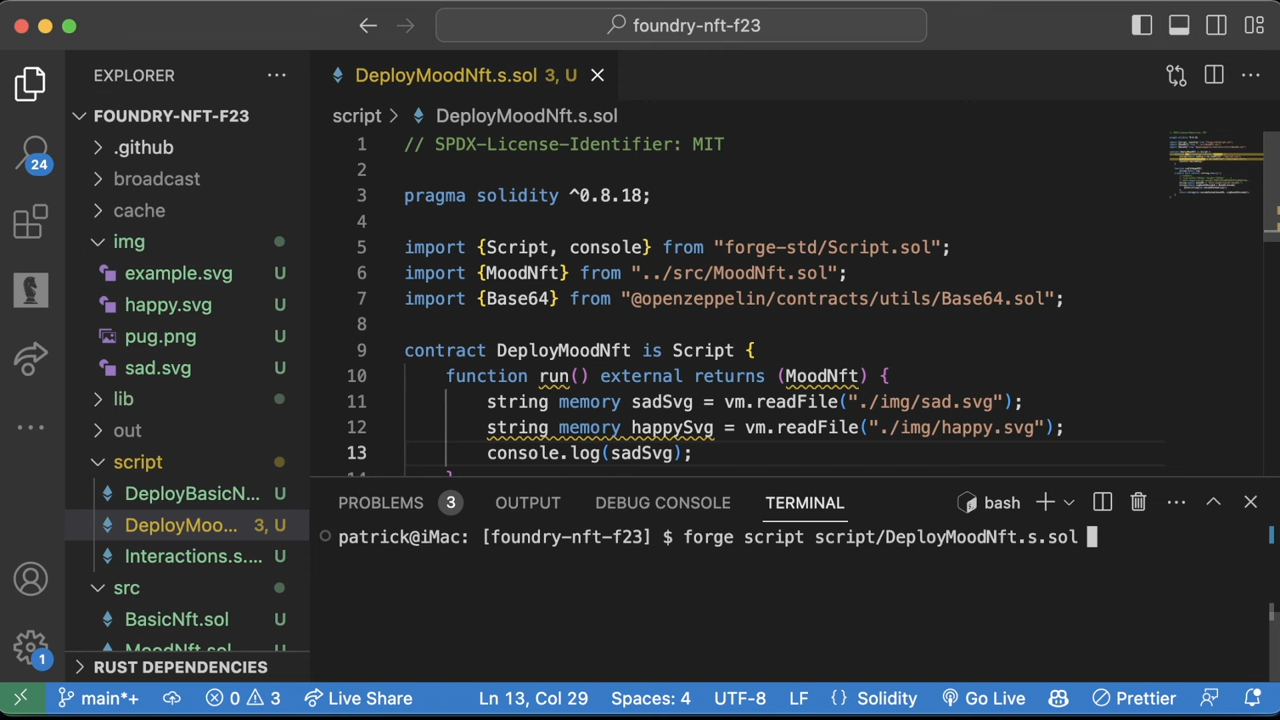 foundry-nft-f23
EXPLORER
FOUNDRY-NFT-F23
.github
broadcast
cache
img
example.svg U
happy.svg U
pug.png U
sad.svg U
lib
out
script
DeployBasicN... U
DeployMoo... 3, U
Interactions.s.... U
src
BasicNft.sol U
MoodNft.sol U
RUST DEPENDENCIES
24
1
DeployMoodNft.s.sol 3, U
script > DeployMoodNft.s.sol
1 // SPDX-License-Identifier: MIT
2
3 pragma solidity ^0.8.18;
4
5 import {Script, console} from "forge-std/Script.sol";
6 import {MoodNft} from "../src/MoodNft.sol";
7 import {Base64} from "@openzeppelin/contracts/utils/Base64.sol";
8
9 contract DeployMoodNft is Script {
10 function run() external returns (MoodNft) {
11 string memory sadSvg = vm.readFile("./img/sad.svg");
12 string memory happySvg = vm.readFile("./img/happy.svg");
13 console.log(sadSvg);
14 }
PROBLEMS 3 OUTPUT DEBUG CONSOLE TERMINAL bash
patrick@iMac: [foundry-nft-f23] $ forge script script/DeployMoodNft.s.sol
main*+ 0 3 Live Share Ln 13, Col 29 Spaces: 4 UTF-8 LF {} Solidity Go Live Prettier